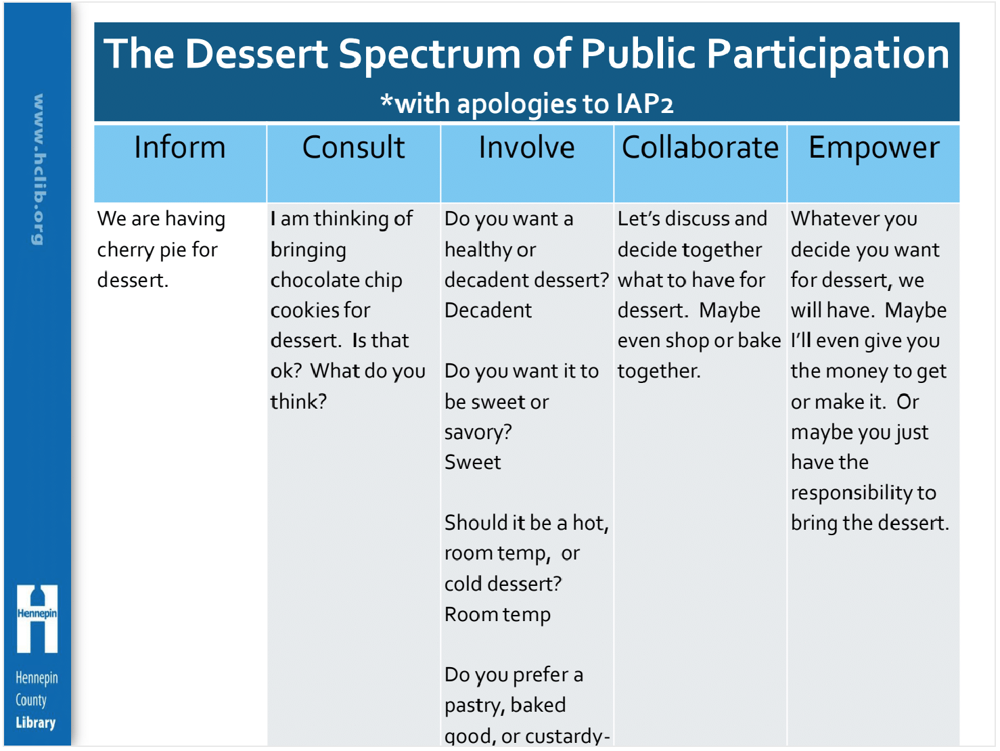 www.hclib.org
The Dessert Spectrum of Public Participation
*with apologies to IAP2
Inform
Consult
Involve
Collaborate
Empower
We are having
cherry pie for
dessert.
I am thinking of
bringing
chocolate chip
cookies for
dessert.  Is that
ok?  What do you
think?
Do you want a
healthy or
decadent dessert?
Decadent
Do you want it to
be sweet or
savory?
Sweet
Should it be a hot,
room temp,  or
cold dessert?
Room temp
Do you prefer a
pastry, baked
good, or custardy-
Let’s discuss and
decide together
what to have for
dessert.  Maybe
even shop or bake
together.
Whatever you
decide you want
for dessert, we
will have.  Maybe
I’ll even give you
the money to get
or make it.  Or
maybe you just
have the
responsibility to
bring the dessert.
Hennepin
Hennepin
County
Library